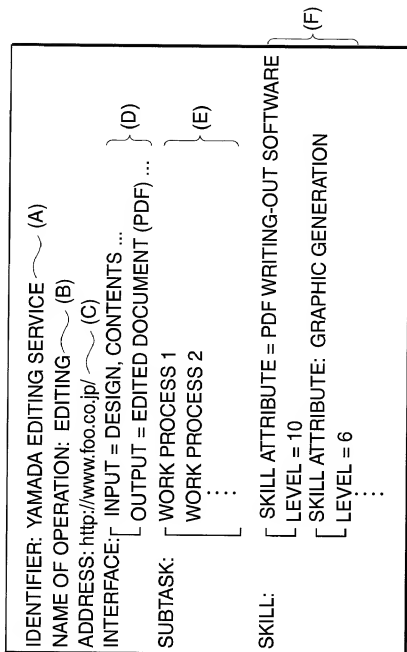 IDENTIFIER: YAMADA EDITING SERVICE (A)
NAME OF OPERATION: EDITING (B)
ADDRESS: http://www.foo.co.jp/ (C)
INTERFACE: INPUT = DESIGN, CONTENTS ...
OUTPUT = EDITED DOCUMENT (PDF) ... (D)
SUBTASK: WORK PROCESS 1
WORK PROCESS 2 (E)
SKILL: SKILL ATTRIBUTE = PDF WRITING-OUT SOFTWARE
LEVEL = 10
SKILL ATTRIBUTE: GRAPHIC GENERATION (F)
LEVEL = 6